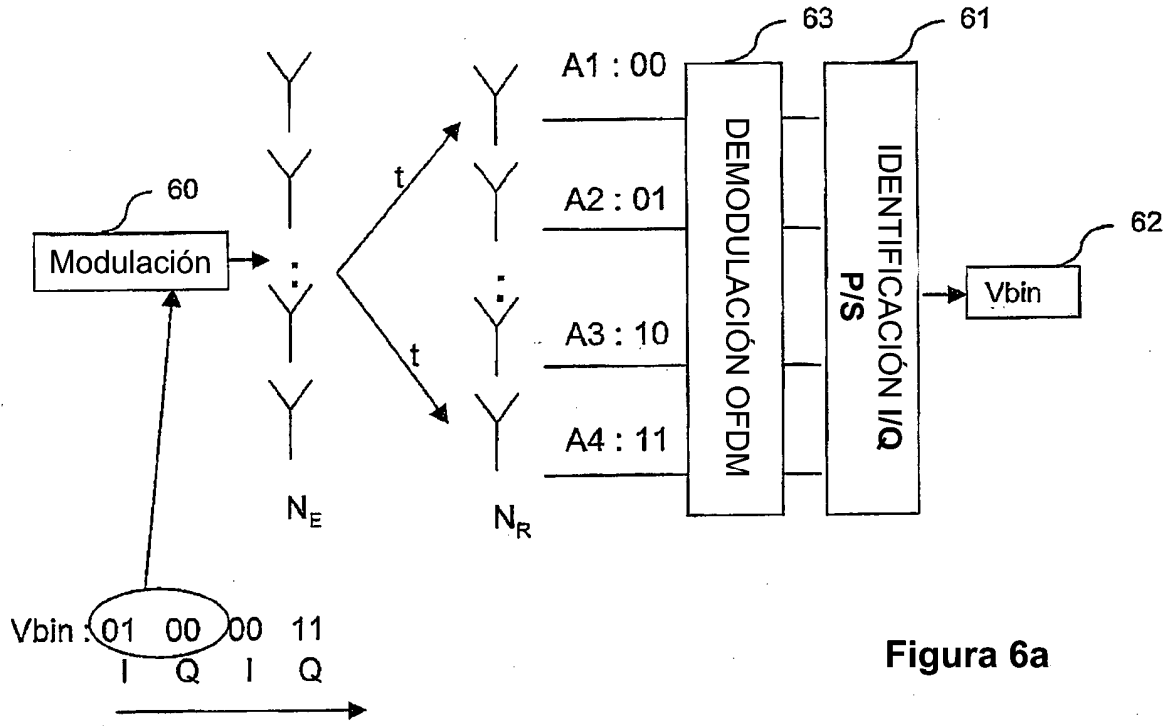 63
61
A1 : 00
60
A2 : 01
t
62
Modulación
DEMODULACIÓN OFDM
IDENTIFICACIÓN I/Q
P/S
Vbin
A3 : 10
t
A4 : 11
N_E
N_R
Vbin : 01 00 00 11
I Q I Q
Figura 6a